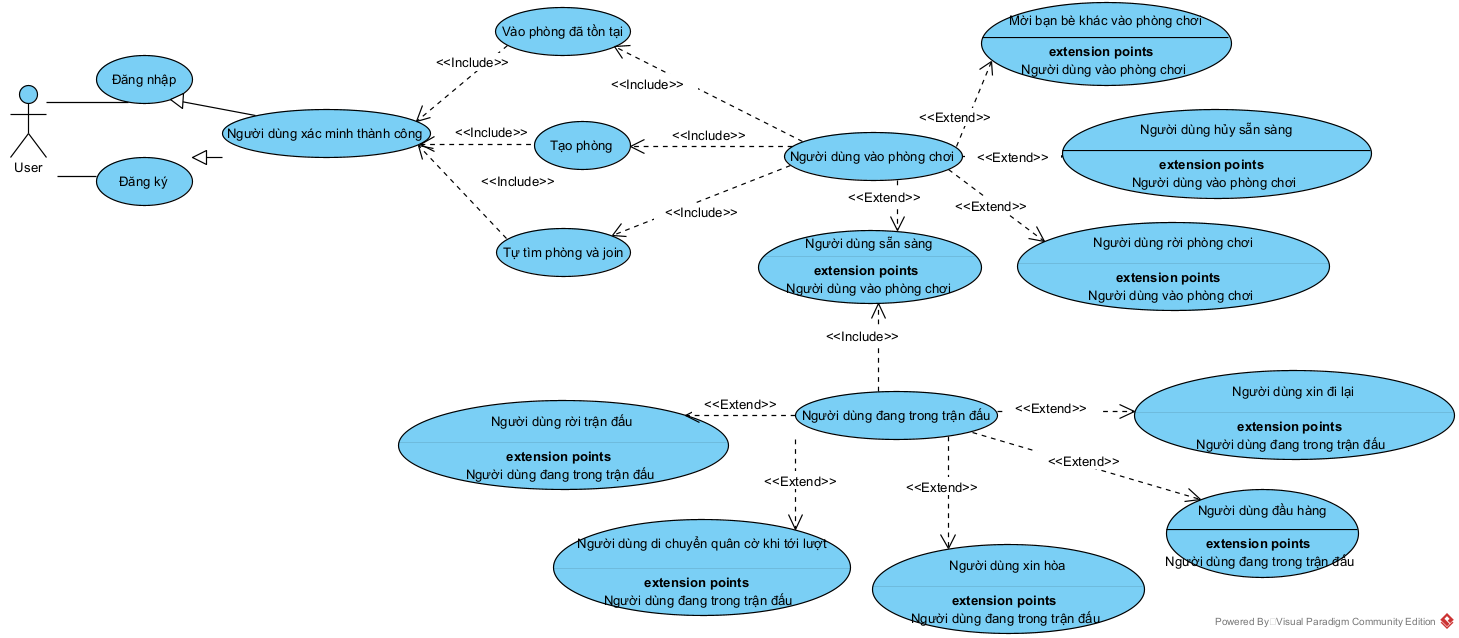 User
Đăng nhập
Đăng ký
Người dùng xác minh thành công
Vào phòng đã tồn tại
<<Include>>
<<Include>>
Tạo phòng
<<Include>>
<<Include>>
Tự tìm phòng và join
<<Include>>
<<Include>>
Người dùng vào phòng chơi
<<Extend>>
Mời bạn bè khác vào phòng chơi
extension points
Người dùng vào phòng chơi
<<Extend>>
Người dùng hủy sẵn sàng
extension points
Người dùng vào phòng chơi
<<Extend>>
Người dùng rời phòng chơi
extension points
Người dùng vào phòng chơi
<<Extend>>
Người dùng sẵn sàng
extension points
Người dùng vào phòng chơi
<<Include>>
Người dùng đang trong trận đấu
<<Extend>>
Người dùng rời trận đấu
extension points
Người dùng đang trong trận đấu
<<Extend>>
Người dùng di chuyển quân cờ khi tới lượt
extension points
Người dùng đang trong trận đấu
<<Extend>>
Người dùng xin hòa
extension points
Người dùng đang trong trận đấu
<<Extend>>
Người dùng đầu hàng
extension points
Người dùng đang trong trận đấu
<<Extend>>
Người dùng xin đi lại
extension points
Người dùng đang trong trận đấu
Powered By Visual Paradigm Community Edition